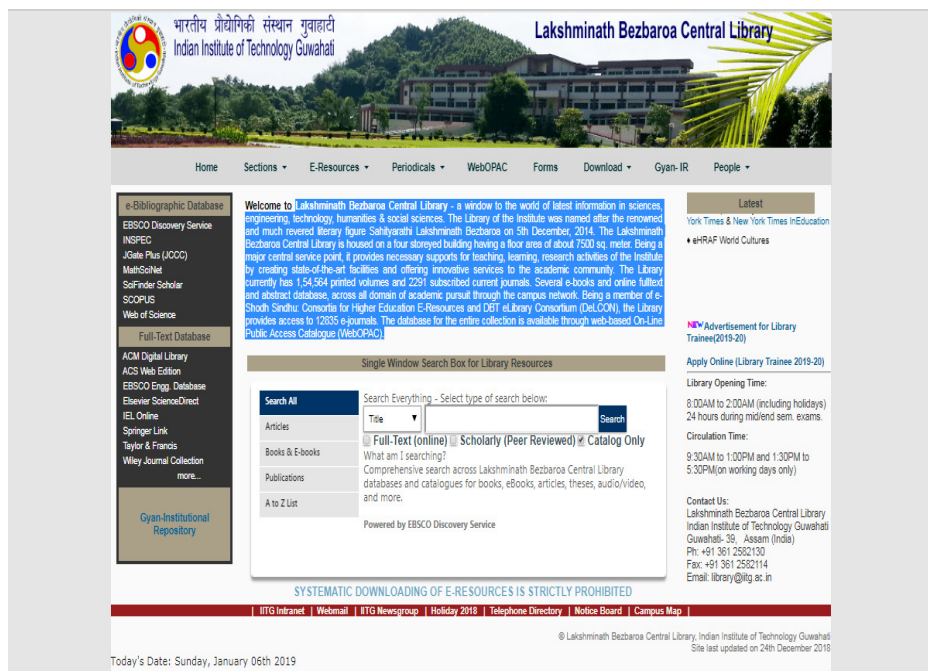 भारतीय प्रौद्योगिकी संस्थान गुवाहाटी
Indian Institute of Technology Guwahati
Lakshminath Bezbaroa Central Library
Home Sections E-Resources Periodicals WebOPAC Forms Download Gyan- IR People
e-Bibliographic Database
EBSCO Discovery Service
INSPEC
JGate Plus (JCCC)
MathSciNet
SciFinder Scholar
SCOPUS
Web of Science
Full-Text Database
ACM Digital Library
ACS Web Edition
EBSCO Engg. Database
Elsevier ScienceDirect
IEL Online
Springer Link
Taylor & Francis
Wiley Journal Collection
more...
Gyan-Institutional
Repository
Welcome to Lakshminath Bezbaroa Central Library - a window to the world of latest information in sciences,
engineering, technology, humanities & social sciences. The Library of the Institute was named after the renowned
and much revered literary figure Sahityarathi Lakshminath Bezbaroa on 5th December, 2014. The Lakshminath
Bezbaroa Central Library is housed on a four storeyed building having a floor area of about 7500 sq. meter. Being a
major central service point, it provides necessary supports for teaching, learning, research activities of the Institute
by creating state-of-the-art facilities and offering innovative services to the academic community. The Library
currently has 1,54,564 printed volumes and 2291 subscribed current journals. Several e-books and online fulltext
and abstract database, across all domain of academic pursuit through the campus network. Being a member of e-
Shodh Sindhu: Consortia for Higher Education E-Resources and DBT eLibrary Consortium (DeLCON), the Library
provides access to 12835 e-journals. The database for the entire collection is available through web-based On-Line
Public Access Catalogue (WebOPAC).
Single Window Search Box for Library Resources
Search All
Articles
Books & E-books
Publications
A to Z List
Search Everything - Select type of search below:
Title Search
Full-Text (online) Scholarly (Peer Reviewed) Catalog Only
What am I searching?
Comprehensive search across Lakshminath Bezbaroa Central Library
databases and catalogues for books, eBooks, articles, theses, audio/video,
and more.
Powered by EBSCO Discovery Service
Latest
York Times & New York Times InEducation
♦ eHRAF World Cultures
NEW Advertisement for Library
Trainee(2019-20)
Apply Online (Library Trainee 2019-20)
Library Opening Time:
8:00AM to 2:00AM (including holidays)
24 hours during mid/end sem. exams.
Circulation Time:
9:30AM to 1:00PM and 1:30PM to
5:30PM(on working days only)
Contact Us:
Lakshminath Bezbaroa Central Library
Indian Institute of Technology Guwahati
Guwahati- 39, Assam (India)
Ph: +91 361 2582130
Fax: +91 361 2582114
Email: library@iitg.ac.in
SYSTEMATIC DOWNLOADING OF E-RESOURCES IS STRICTLY PROHIBITED
| IITG Intranet | Webmail | IITG Newsgroup | Holiday 2018 | Telephone Directory | Notice Board | Campus Map |
© Lakshminath Bezbaroa Central Library, Indian Institute of Technology Guwahati
Site last updated on 24th December 2018
Today's Date: Sunday, January 06th 2019